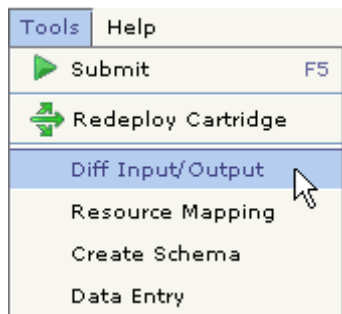 Tools Help
Submit F5
Redeploy Cartridge
Diff Input/Output
Resource Mapping
Create Schema
Data Entry